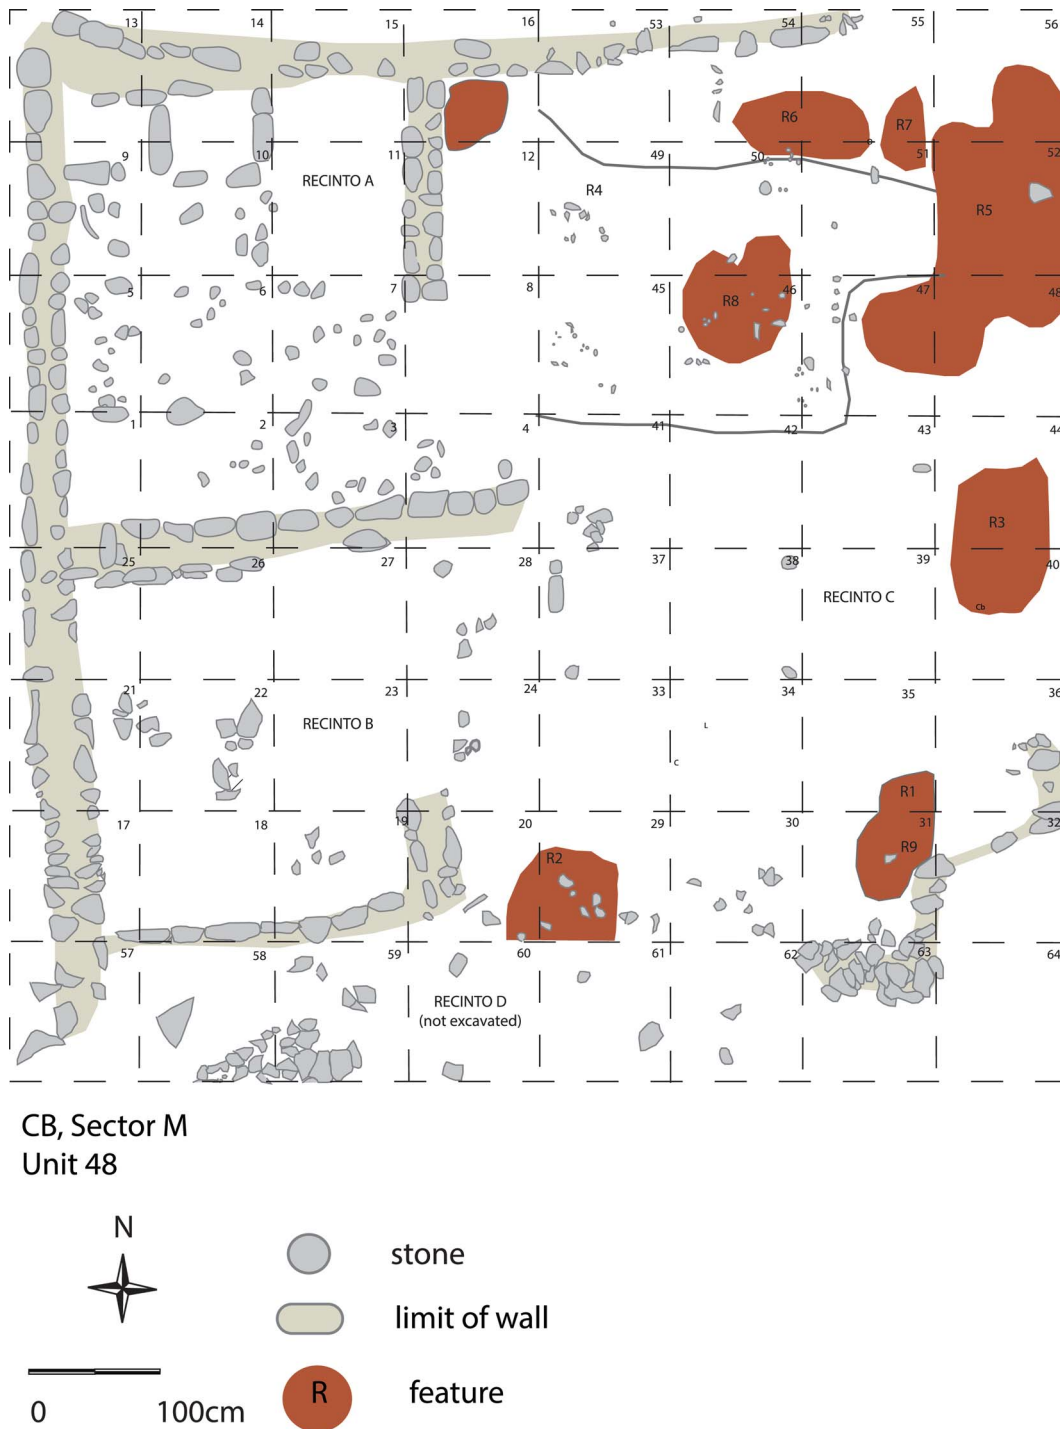 13 14 15 16 53 54 55 56
R6
R7
9 10 11 12 49 50 51 52
RECINTO A
R4
R5
5 6 7 8 45 46 47 48
R8
1 2 3 4 41 42 43 44
R3
25 26 27 28 37 38 39 40
RECINTO C
Cb
21 22 23 24 33 34 35 36
RECINTO B
L
C
R1
17 18 19 20 29 30 31 32
R9
R2
57 58 59 60 61 62 63 64
RECINTO D
(not excavated)
CB, Sector M
Unit 48
N
stone
limit of wall
R
feature
0 100cm